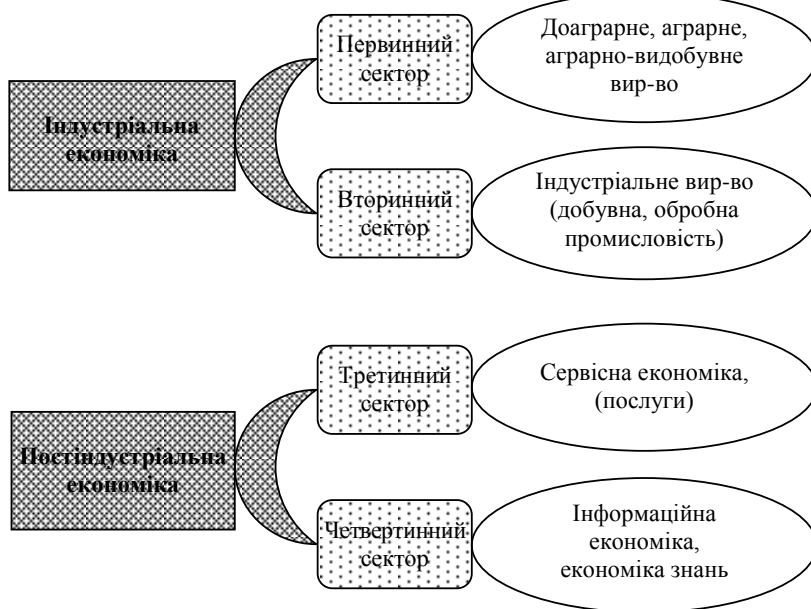 Індустріальна
економіка
Первинний
сектор
Доаграрне, аграрне,
аграрно-видобувне
вир-во
Вторинний
сектор
Індустріальне вир-во
(добувна, обробна
промисловість)
Постіндустріальна
економіка
Третинний
сектор
Сервісна економіка,
(послуги)
Четвертинний
сектор
Інформаційна
економіка,
економіка знань